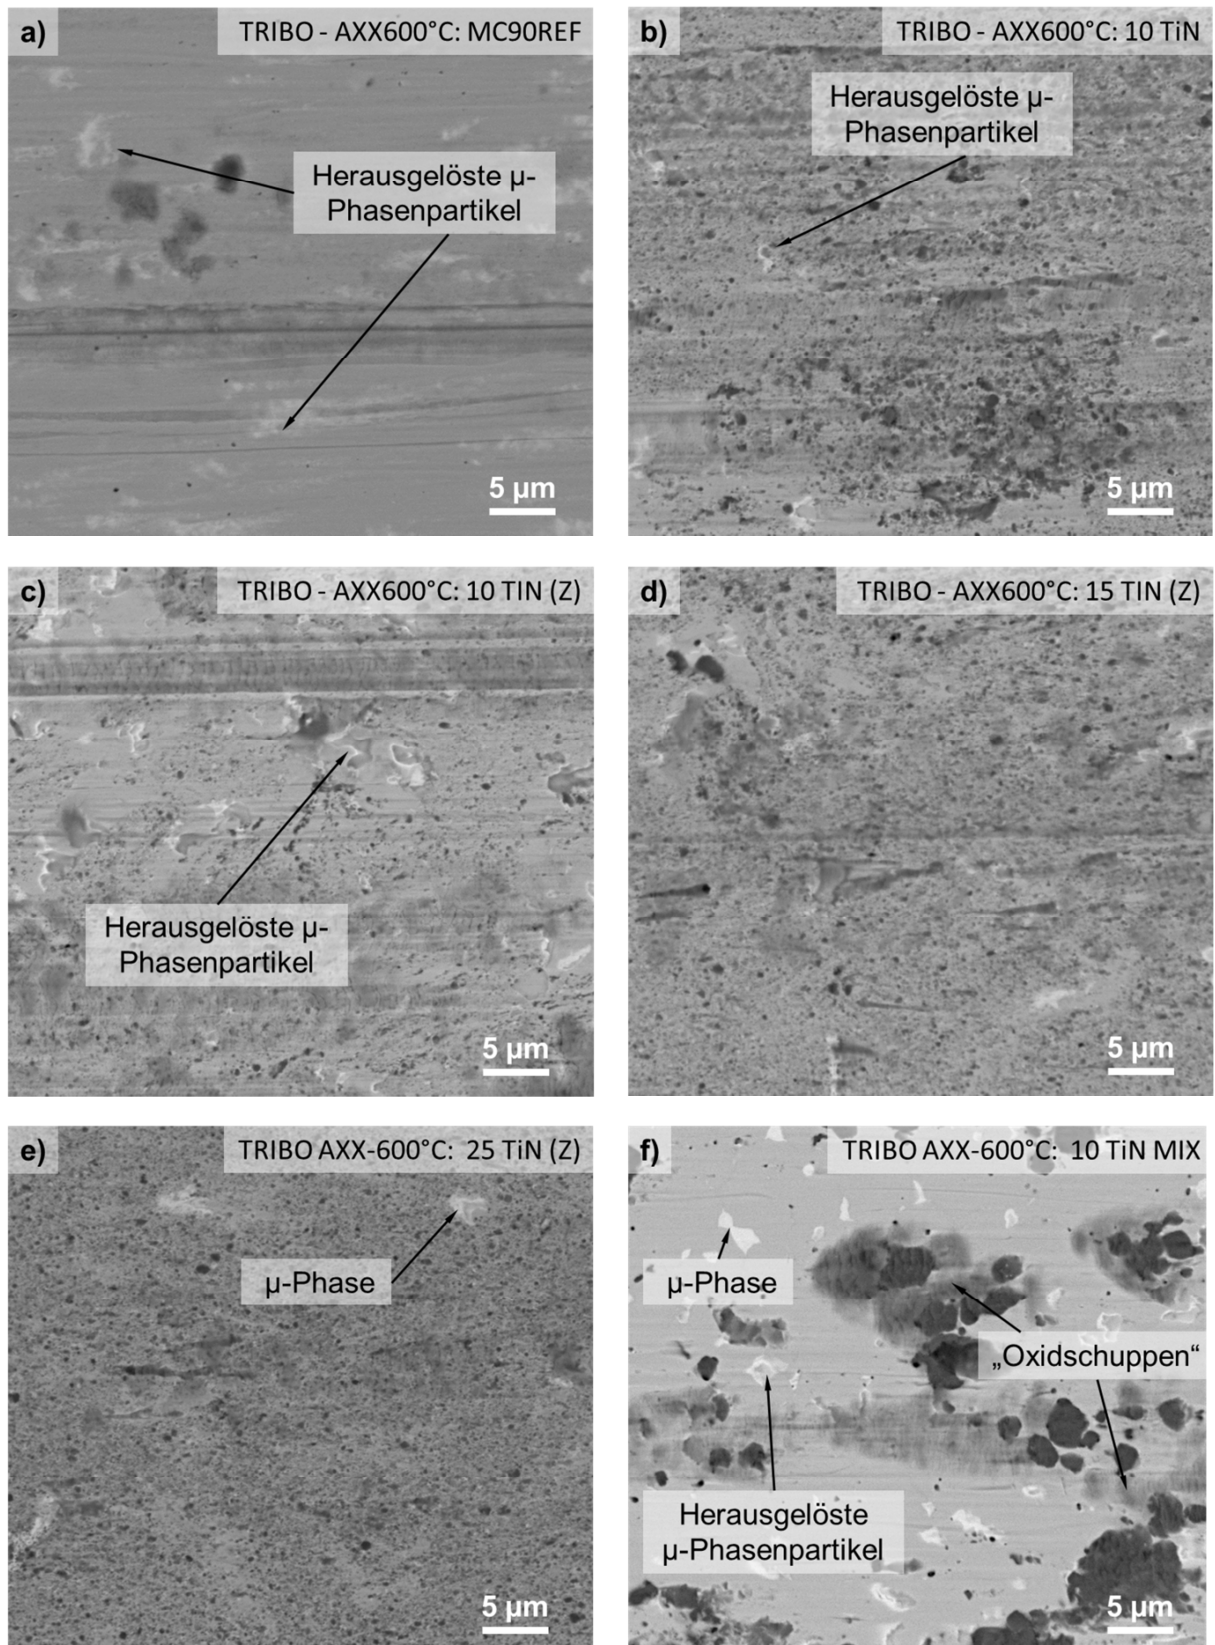 a)
TRIBO - AXX600°C: MC90REF
Herausgelöste µ-
Phasenpartikel
5 µm
b)
TRIBO - AXX600°C: 10 TiN
Herausgelöste µ-
Phasenpartikel
5 µm
c)
TRIBO - AXX600°C: 10 TIN (Z)
Herausgelöste µ-
Phasenpartikel
5 µm
d)
TRIBO - AXX600°C: 15 TIN (Z)
5 µm
e)
TRIBO AXX-600°C: 25 TiN (Z)
µ-Phase
5 µm
f)
TRIBO AXX-600°C: 10 TiN MIX
µ-Phase
„Oxidschuppen“
Herausgelöste
µ-Phasenpartikel
5 µm